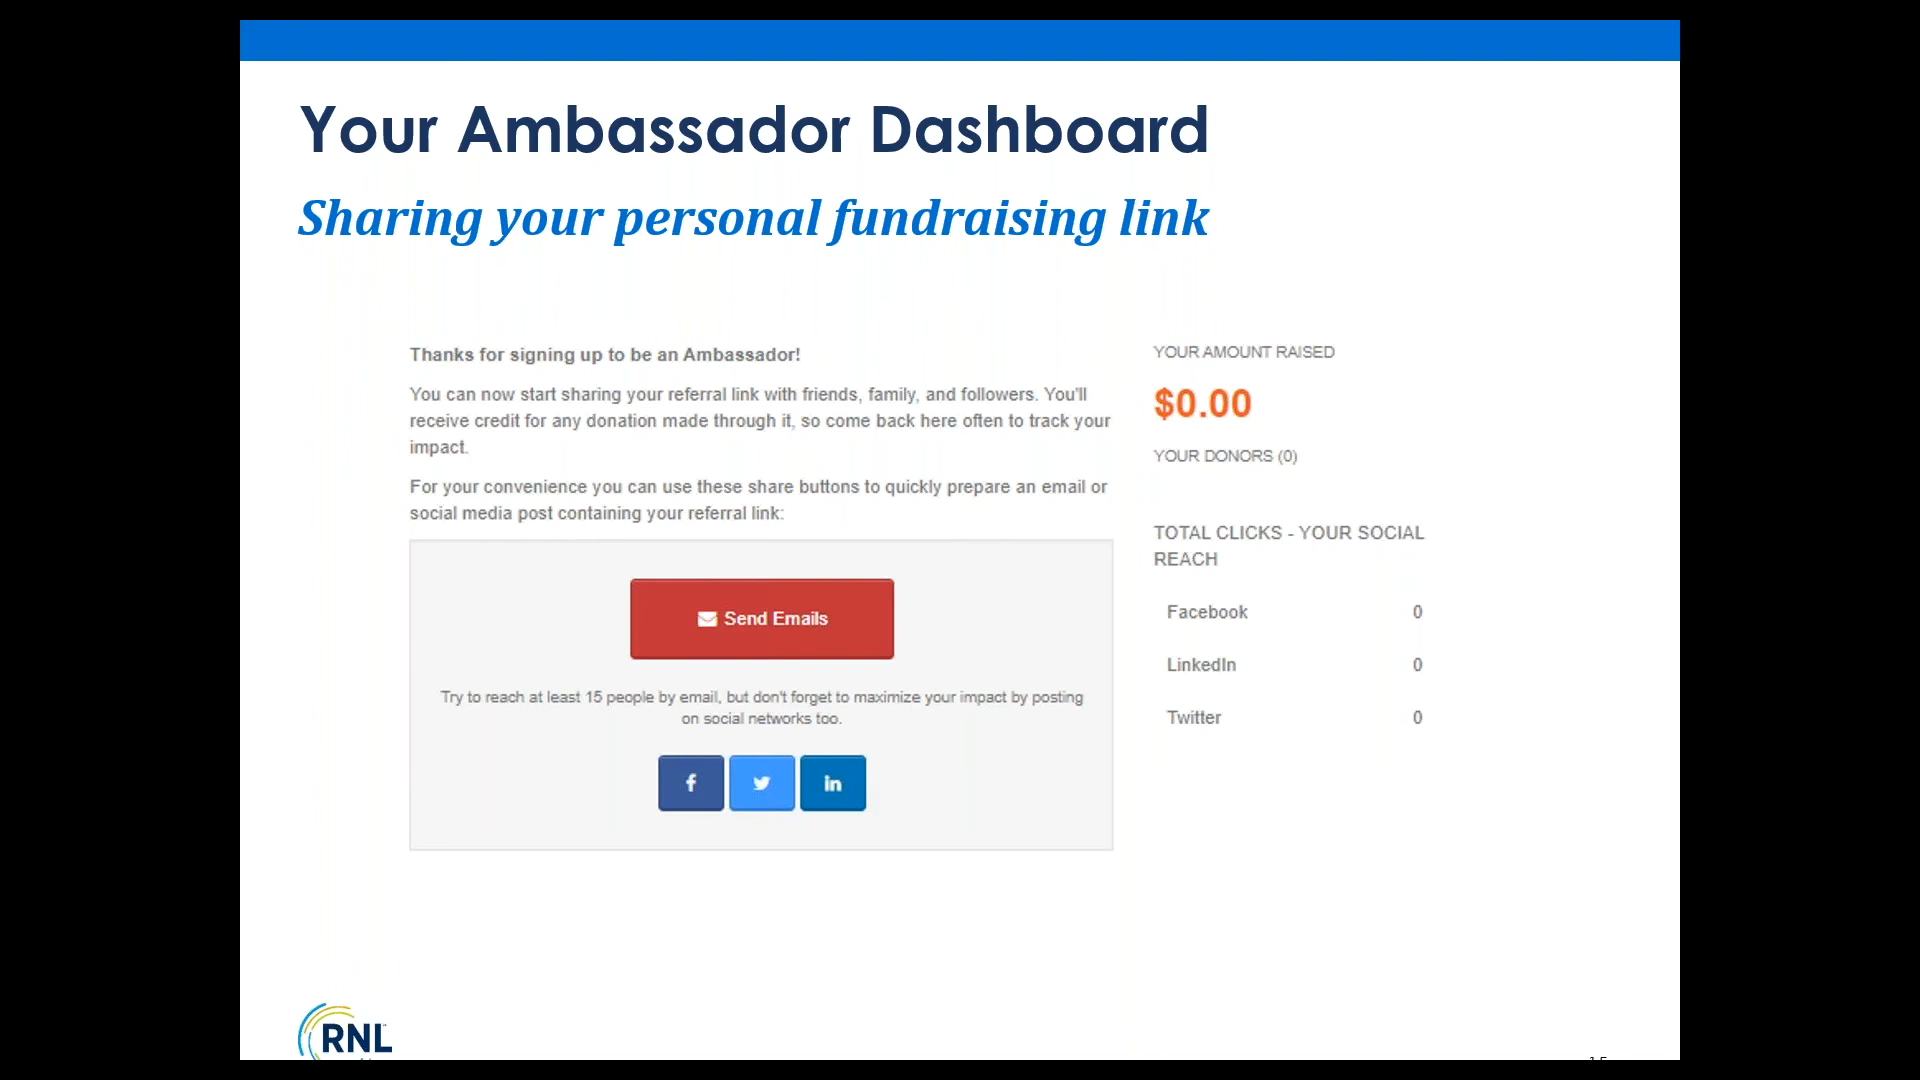 Your Ambassador Dashboard
Sharing your personal fundraising link
Thanks for signing up to be an Ambassador!
You can now start sharing your referral link with friends, family, and followers. You'll
receive credit for any donation made through it, so come back here often to track your
impact.
For your convenience you can use these share buttons to quickly prepare an email or
social media post containing your referral link:
Send Emails
Try to reach at least 15 people by email, but don't forget to maximize your impact by posting
on social networks too.
f
in
YOUR AMOUNT RAISED
$0.00
YOUR DONORS (0)
TOTAL CLICKS - YOUR SOCIAL
REACH
Facebook 0
LinkedIn 0
Twitter 0
RNL